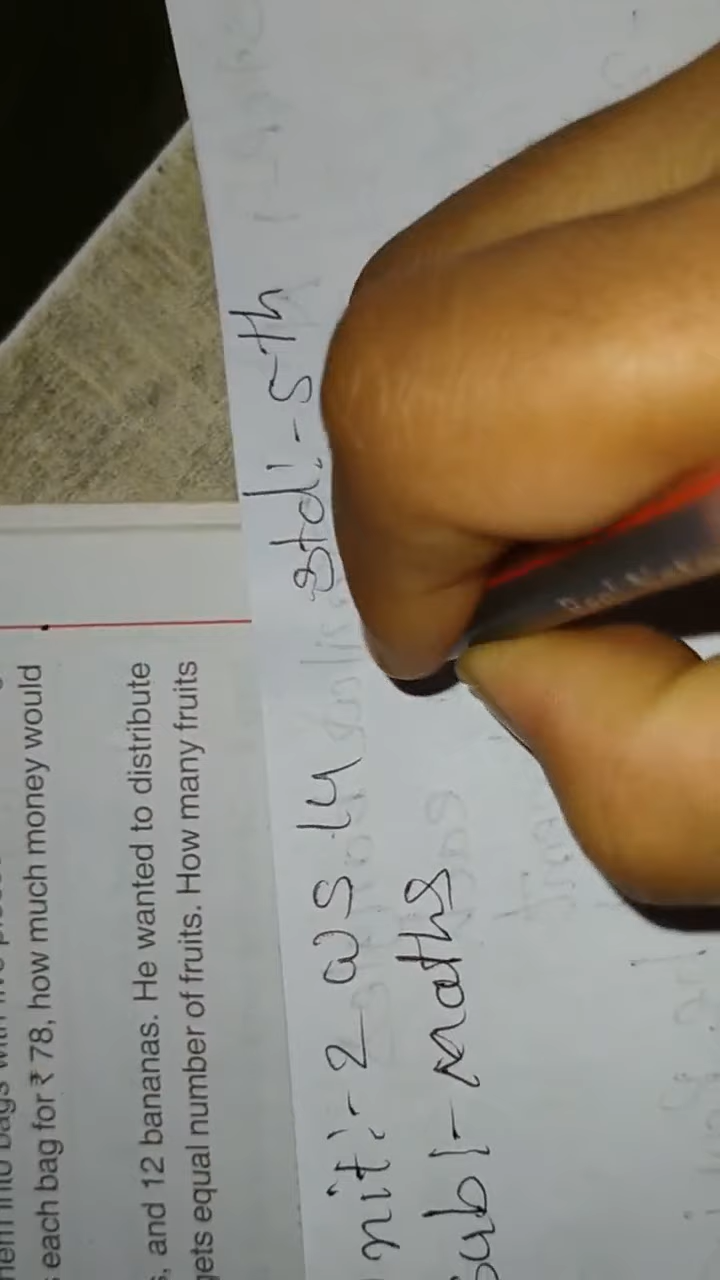 each bag for ₹ 78, how much money would
, and 12 bananas. He wanted to distribute
gets equal number of fruits. How many fruits
std:- 5th
nit:- 2 WS 14
sub:- Maths